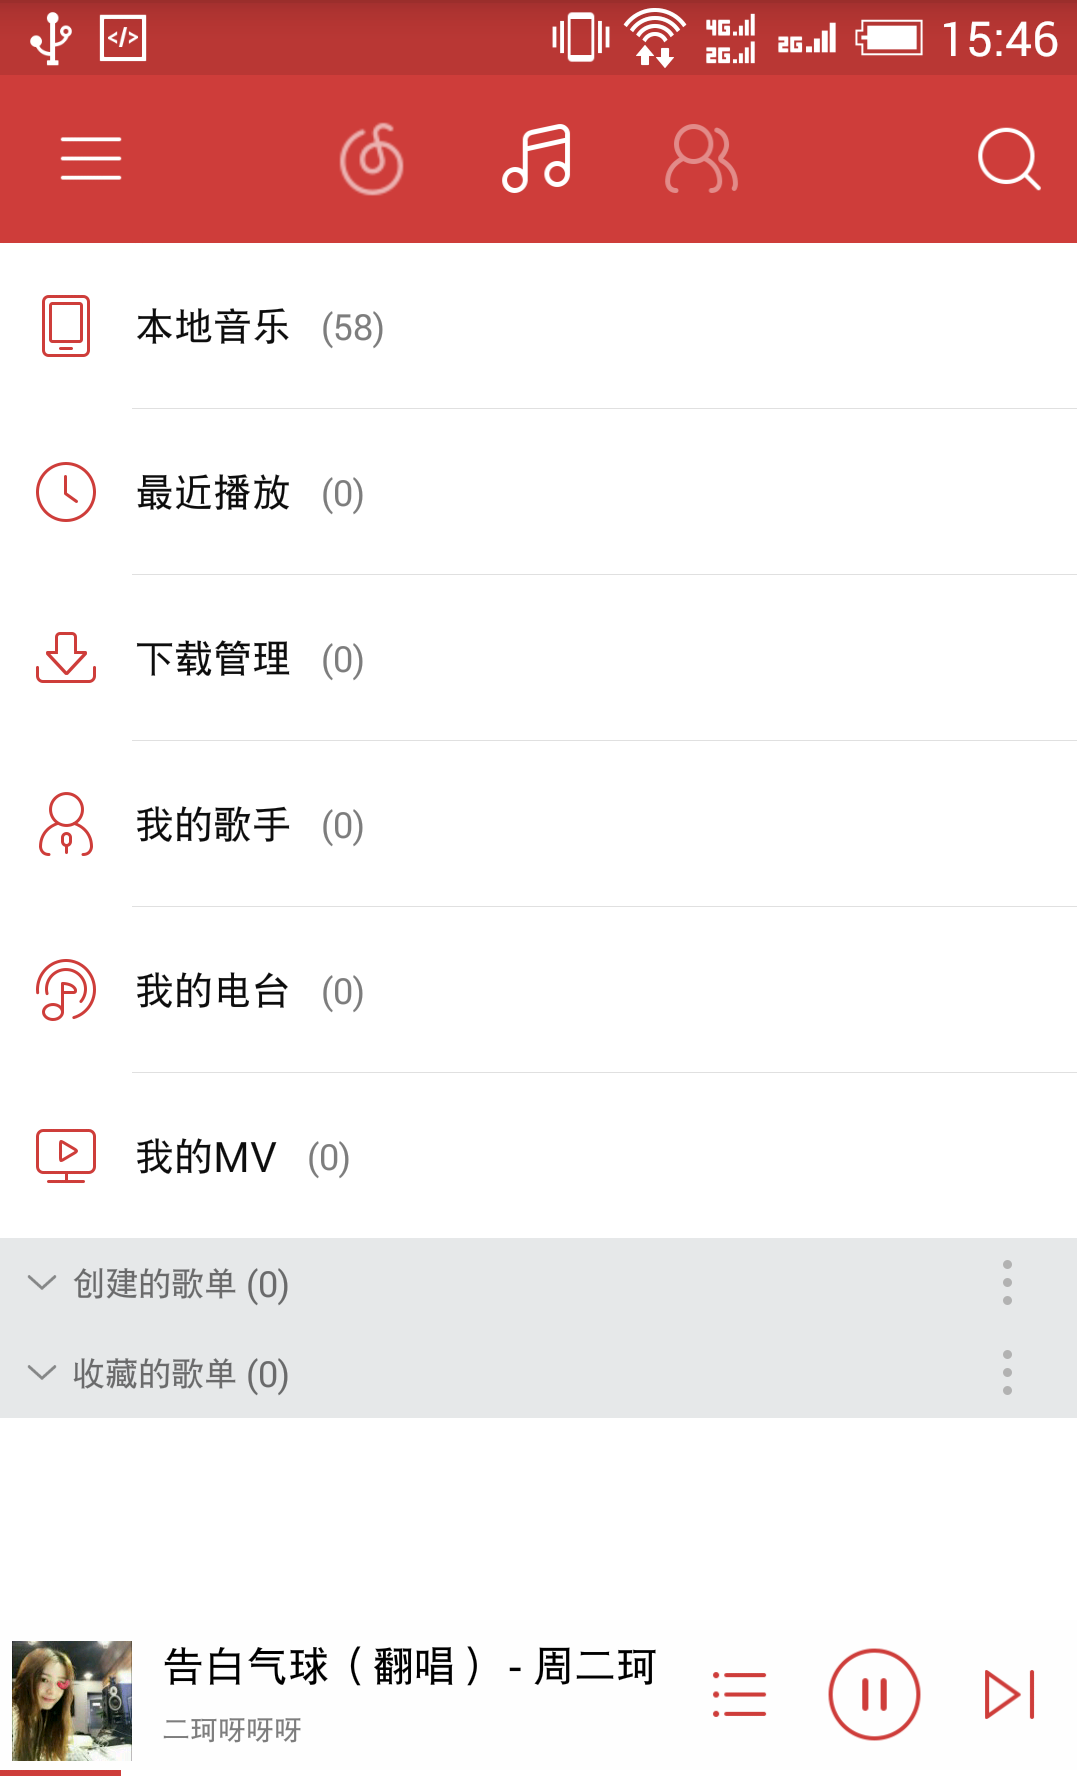 4G
2G
2G
15:46
本地音乐 (58)
最近播放 (0)
下载管理 (0)
我的歌手 (0)
我的电台 (0)
我的MV (0)
创建的歌单 (0)
收藏的歌单 (0)
告白气球（翻唱） - 周二珂
二珂呀呀呀